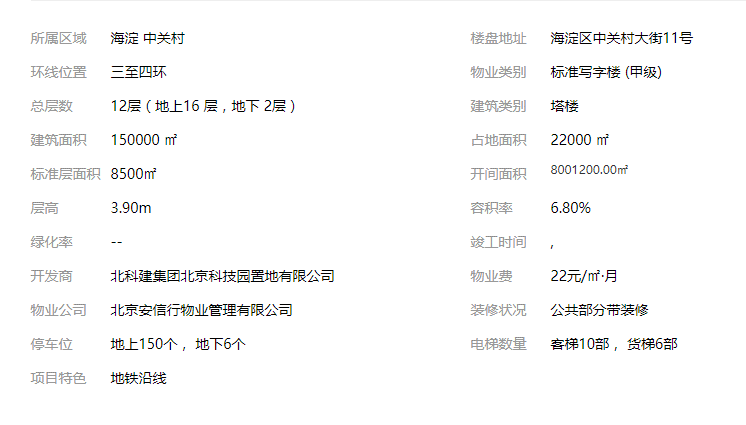 所属区域 海淀 中关村 楼盘地址 海淀区中关村大街11号
环线位置 三至四环 物业类别 标准写字楼 (甲级)
总层数 12层 ( 地上16 层 , 地下 2层 ) 建筑类别 塔楼
建筑面积 150000 ㎡ 占地面积 22000 ㎡
标准层面积 8500㎡ 开间面积 8001200.00㎡
层高 3.90m 容积率 6.80%
绿化率 -- 竣工时间 ,
开发商 北科建集团北京科技园置地有限公司 物业费 22元/㎡·月
物业公司 北京安信行物业管理有限公司 装修状况 公共部分带装修
停车位 地上150个 , 地下6个 电梯数量 客梯10部 , 货梯6部
项目特色 地铁沿线